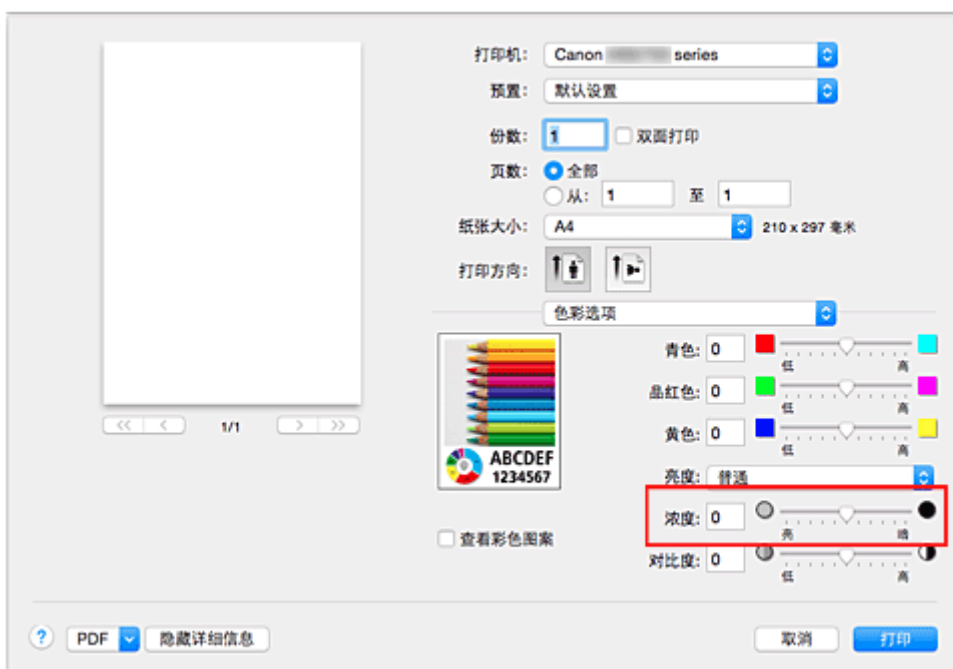 打印机: Canon series
预置: 默认设置
份数: 1 双面打印
页数: 全部
从: 1 至 1
纸张大小: A4 210 x 297 毫米
打印方向:
色彩选项
青色: 0
低 高
品红色: 0
低 高
黄色: 0
低 高
ABCDEF
1234567
亮度: 普通
浓度: 0
亮 暗
查看彩色图案
对比度: 0
低 高
1/1
? PDF 隐藏详细信息 取消 打印